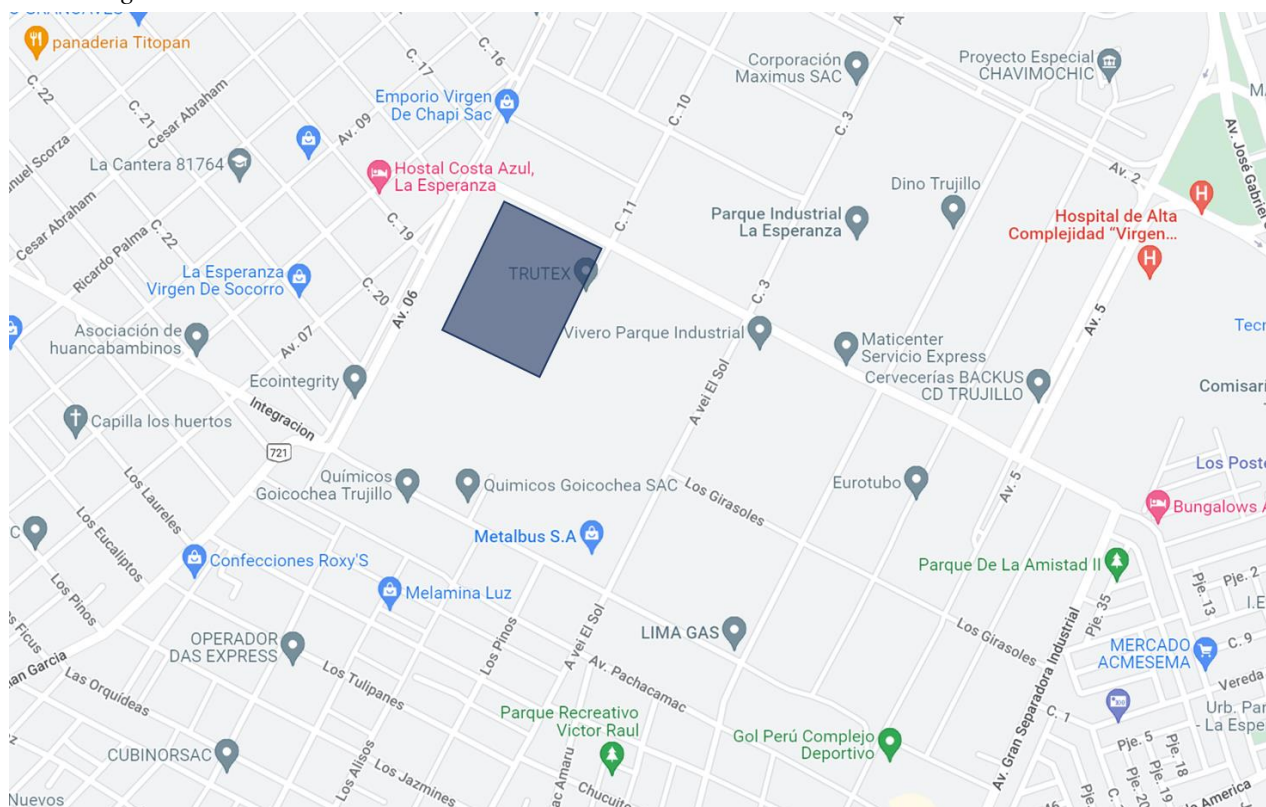 panaderia Titopan
C. 22
C. 21
Cesar Abraham
C. 17
C. 16
Emporio Virgen
De Chapi Sac
Av. 09
C. 10
Corporación
Maximus SAC
C. 3
Proyecto Especial
CHAVIMOCHIC
Av. José Gabriel
La Cantera 81764
Hostal Costa Azul,
La Esperanza
C. 19
C. 11
Av. 2
Dino Trujillo
Parque Industrial
La Esperanza
Hospital de Alta
Complejidad "Virgen...
Cesar Abraham
Ricardo Palma
C. 22
La Esperanza
Virgen De Socorro
C. 20
Av. 06
TRUTEX
C. 3
Av. 5
Asociación de
huancabambinos
Av. 07
Vivero Parque Industrial
Maticenter
Servicio Express
Cervecerías BACKUS
CD TRUJILLO
Ecointegrity
Integracion
721
A vei El Sol
Capilla los huertos
Los Laureles
Los Eucaliptos
Químicos
Goicochea Trujillo
Quimicos Goicochea SAC
Los Girasoles
Eurotubo
Av. 5
Bungalows
Metalbus S.A
Confecciones Roxy'S
Melamina Luz
Parque De La Amistad II
Pje. 35
Pje. 13
Pje. 2
Los Pinos
OPERADOR
DAS EXPRESS
Los Pinos
A vei El Sol
LIMA GAS
Los Girasoles
MERCADO
ACMESEMA
C. 9
Vereda
Las Orquídeas
Los Tulipanes
Av. Pachacamac
Av. Gran Separadora Industrial
C. 1
Parque Recreativo
Victor Raul
Gol Perú Complejo
Deportivo
Pje. 5
Pje. 18
Pje. 20
CUBINORSAC
Los Alisos
Los Jazmines
Chucuito
Nuevos